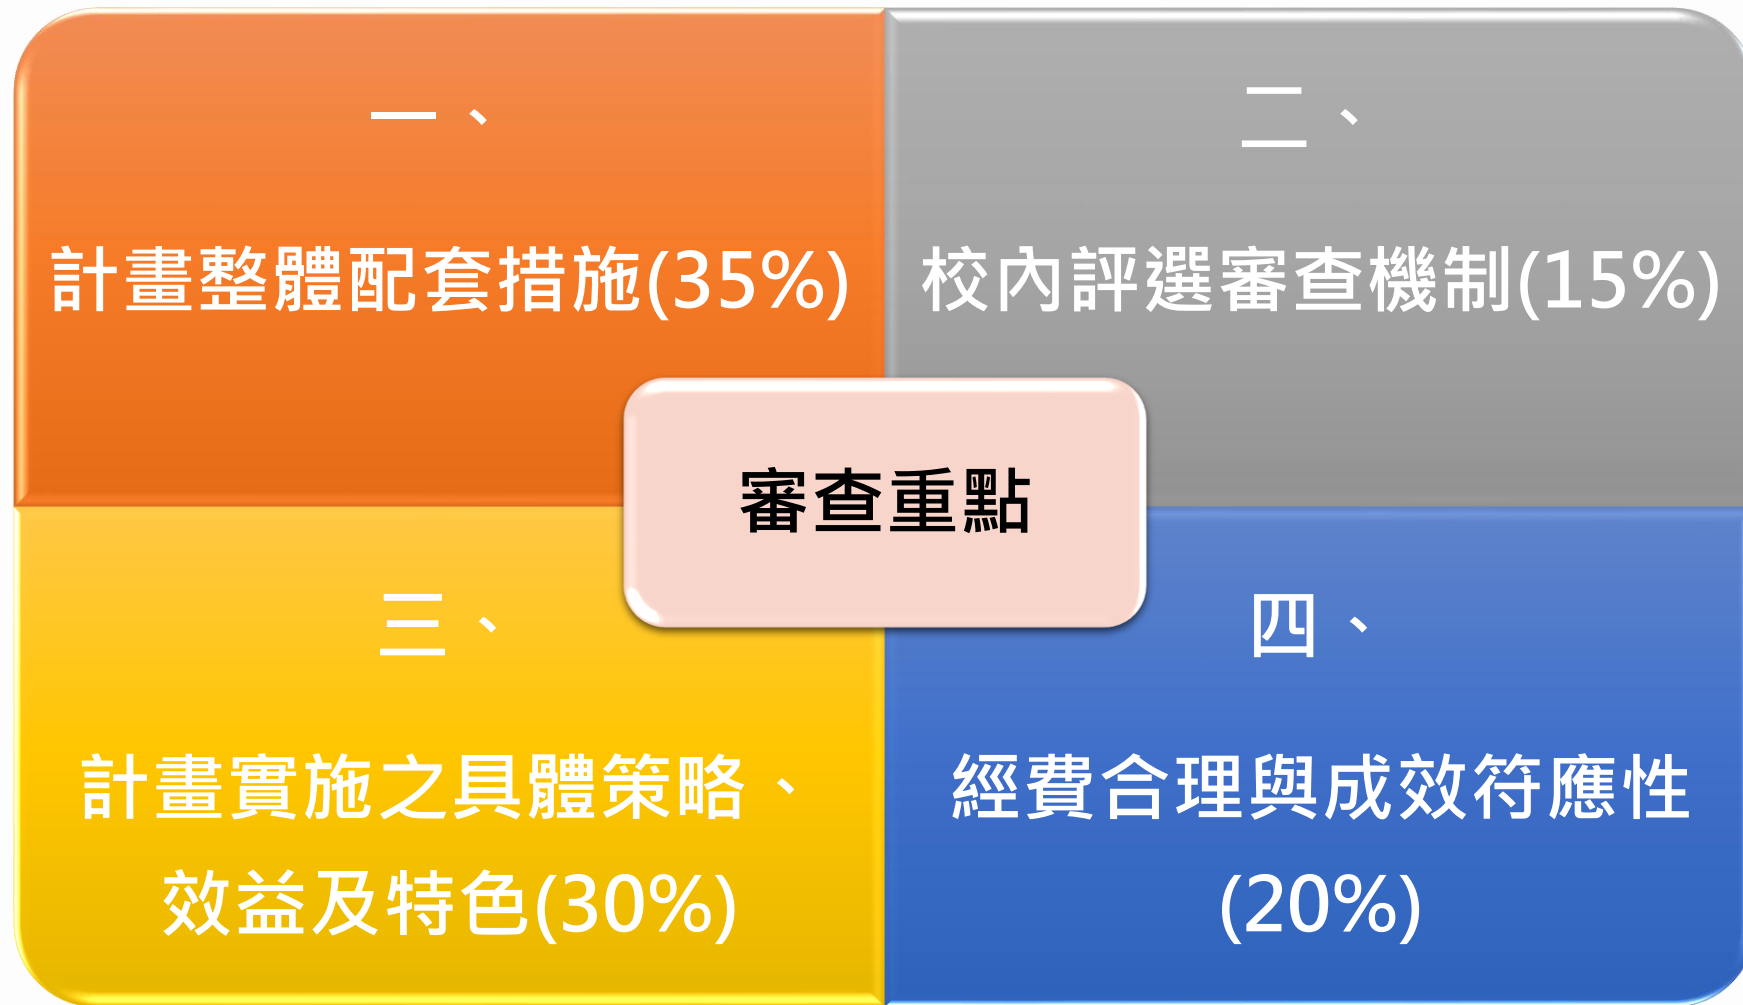 一、
計畫整體配套措施(35%)
二、
校內評選審查機制(15%)
審查重點
三、
計畫實施之具體策略、
效益及特色(30%)
四、
經費合理與成效符應性
(20%)